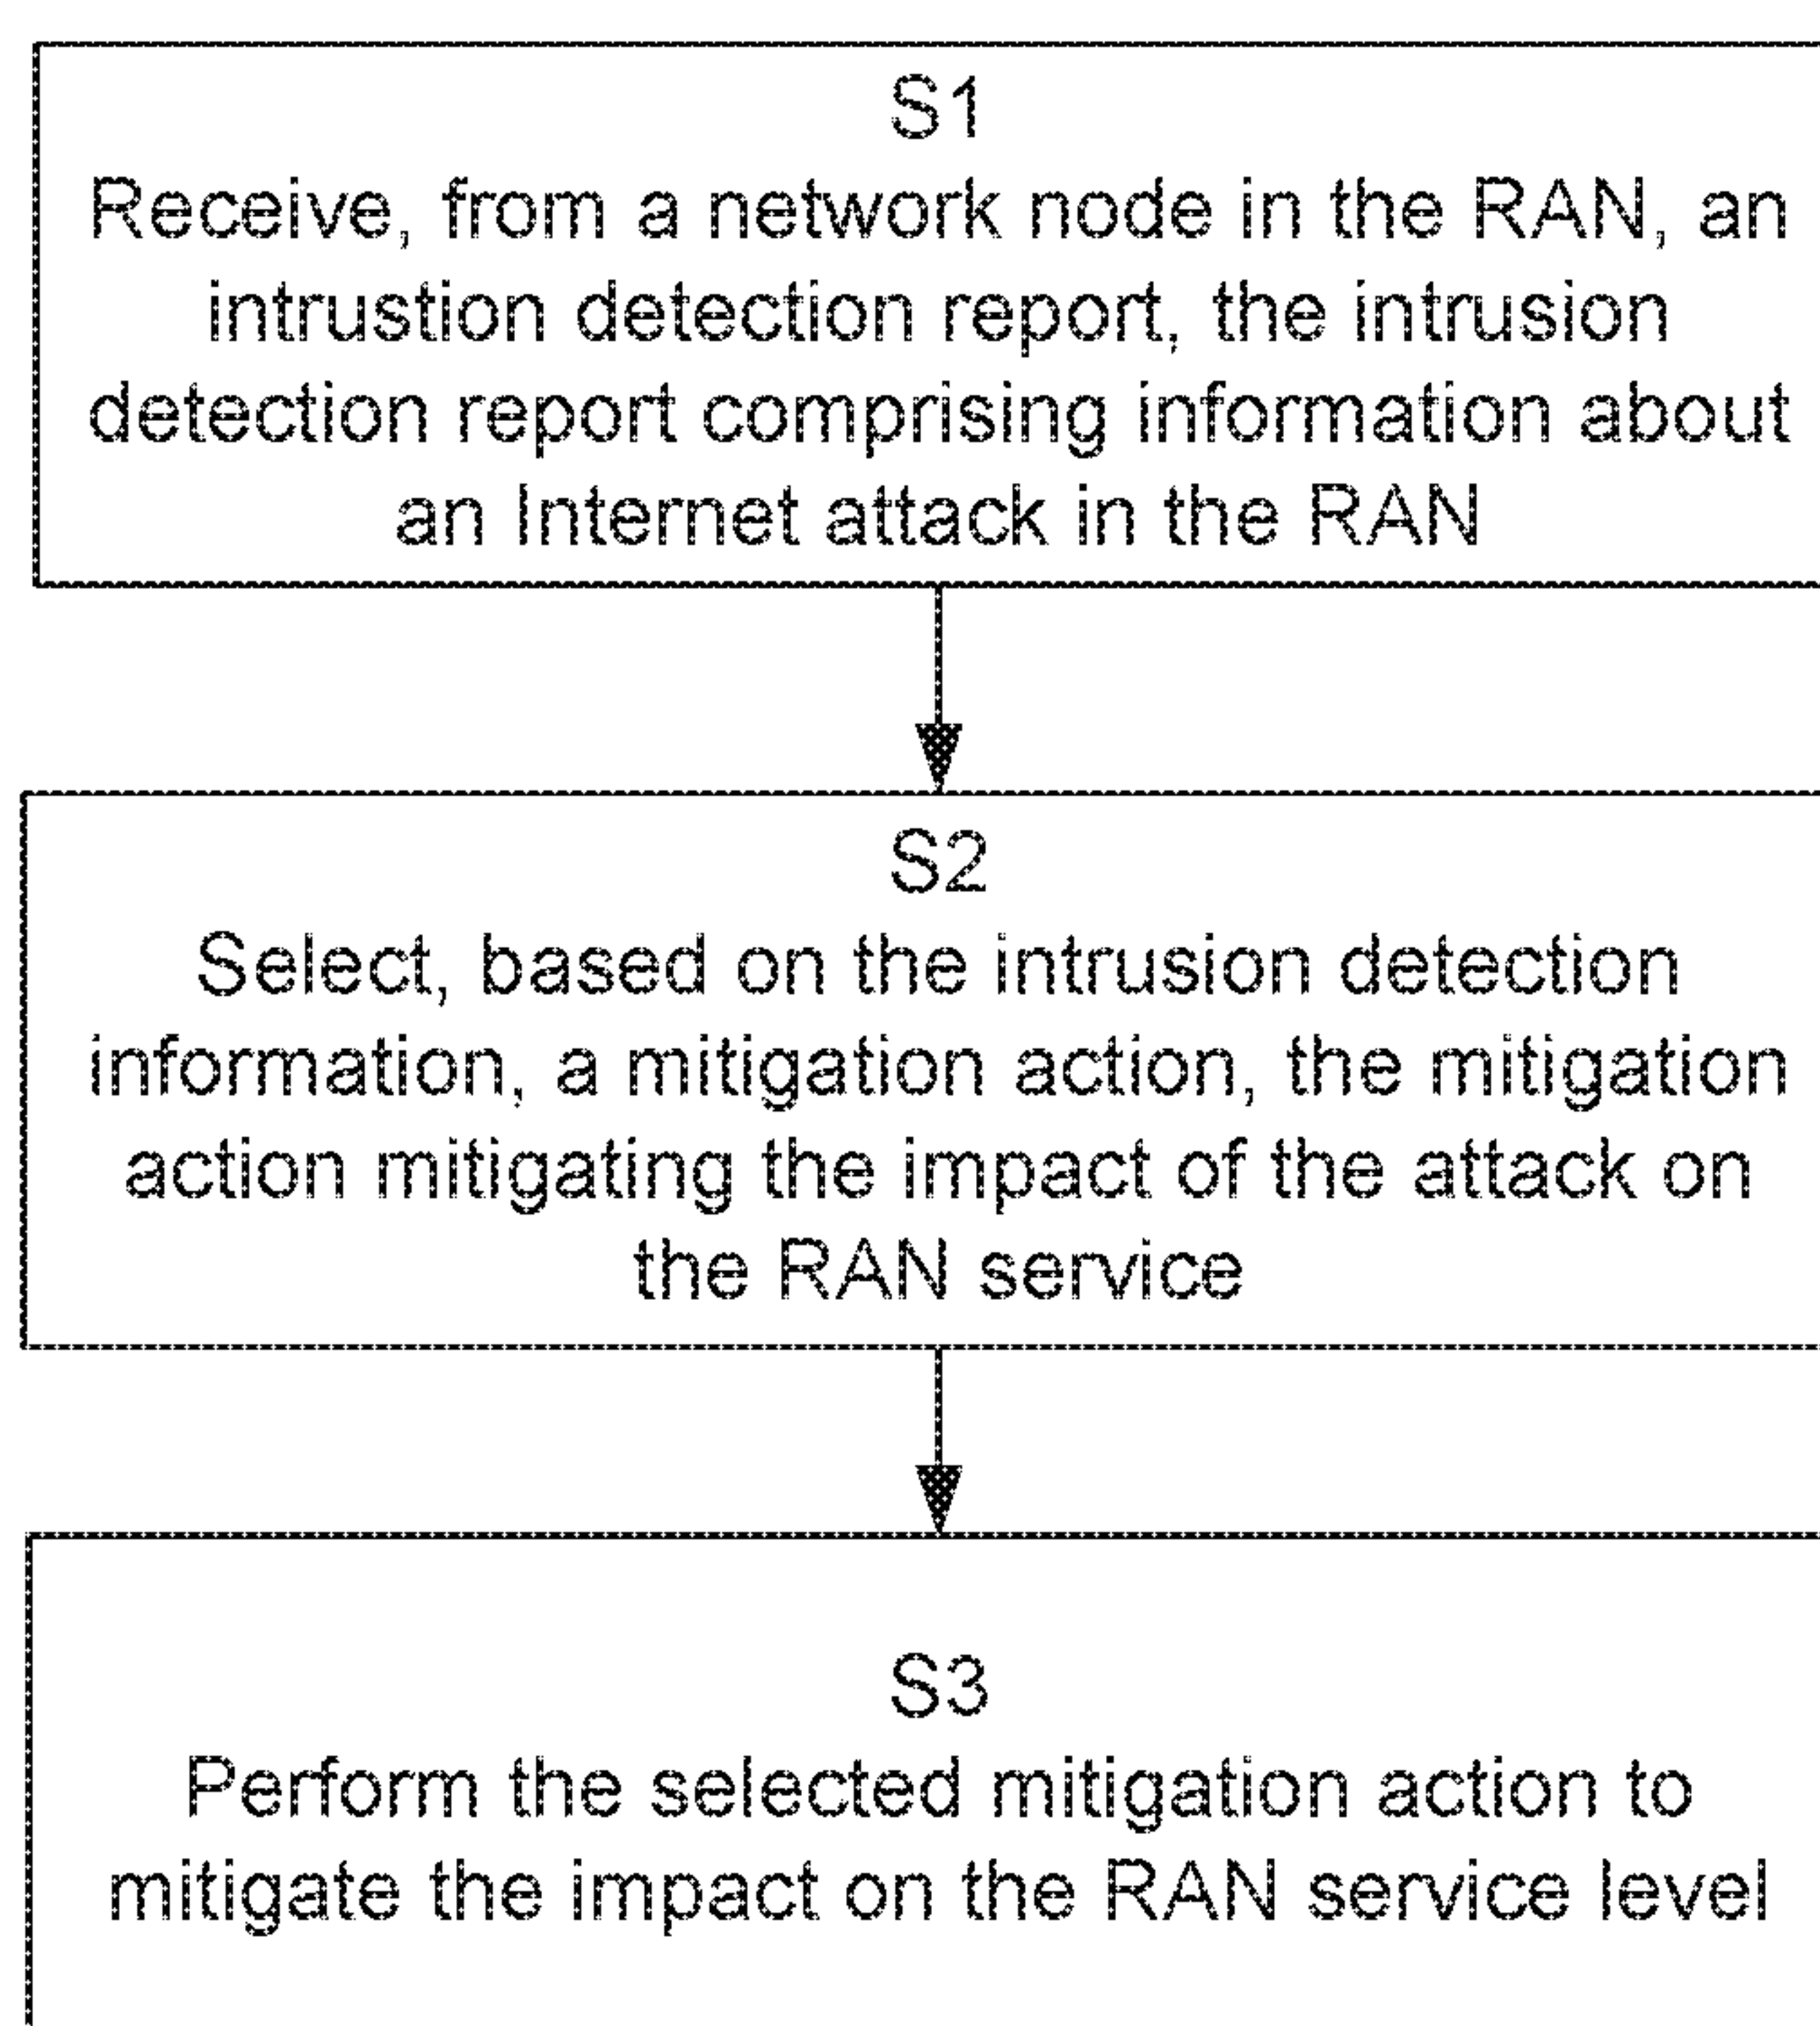 S1
Receive, from a network node in the RAN, an
intrustion detection report, the intrusion
detection report comprising information about
an Internet attack in the RAN
S2
Select, based on the intrusion detection
information, a mitigation action, the mitigation
action mitigating the impact of the attack on
the RAN service
S3
Perform the selected mitigation action to
mitigate the impact on the RAN service level